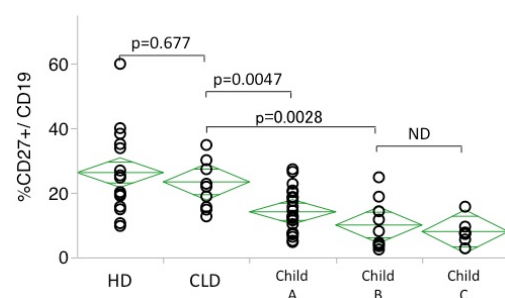 p=0.677
p=0.0047
p=0.0028
ND
%CD27+/ CD19
60
40
20
0
HD
CLD
Child
A
Child
B
Child
C